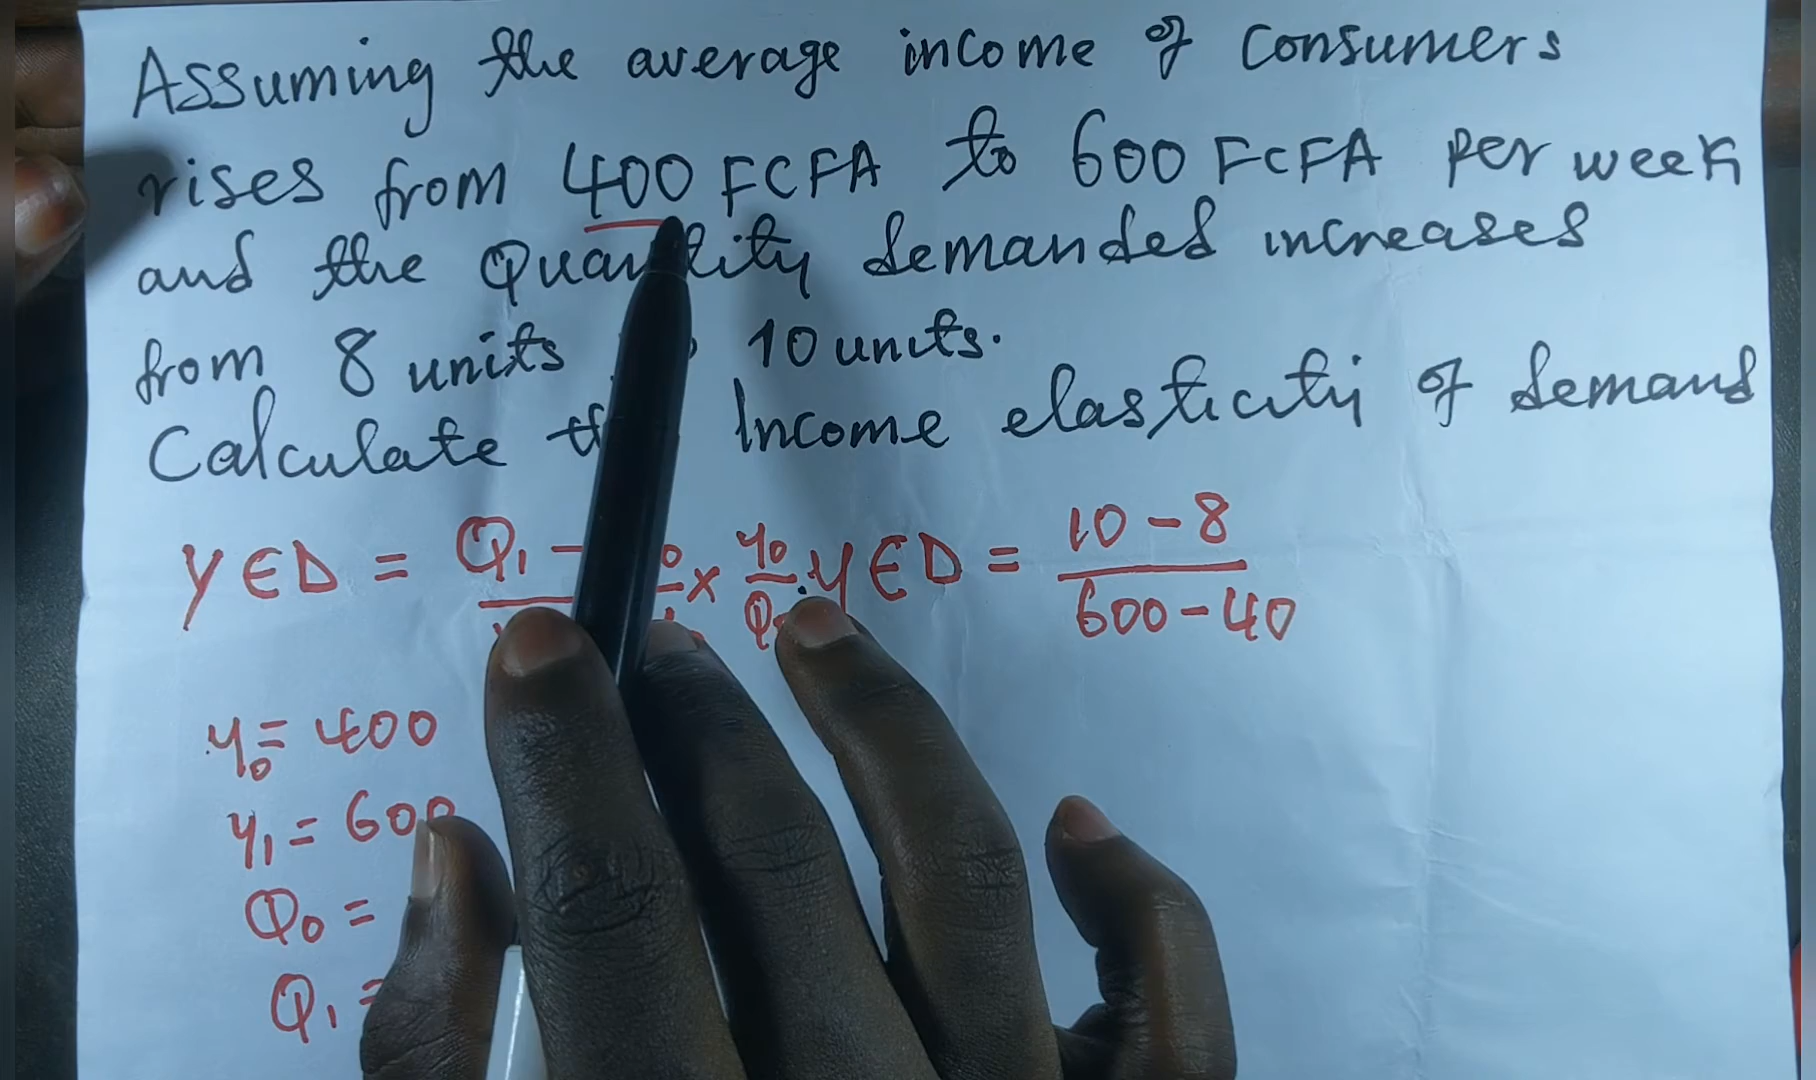 Assuming the average income of consumers
rises from 400 FCFA to 600 FCFA per week
and the Quantity demanded increases
from 8 units 10 units.
Calculate Income elasticity of demand
YED = Q₁ - × y₀ YED = 10 - 8
Q 600 - 40
y₀ = 400
y₁ = 600
Q₀ =
Q₁ =